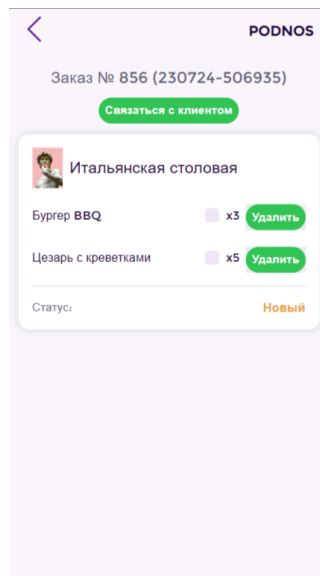 PODNOS
Заказ № 856 (230724-506935)
Связаться с клиентом
Итальянская столовая
Бургер BBQ x3 Удалить
Цезарь с креветками x5 Удалить
Статус: Новый